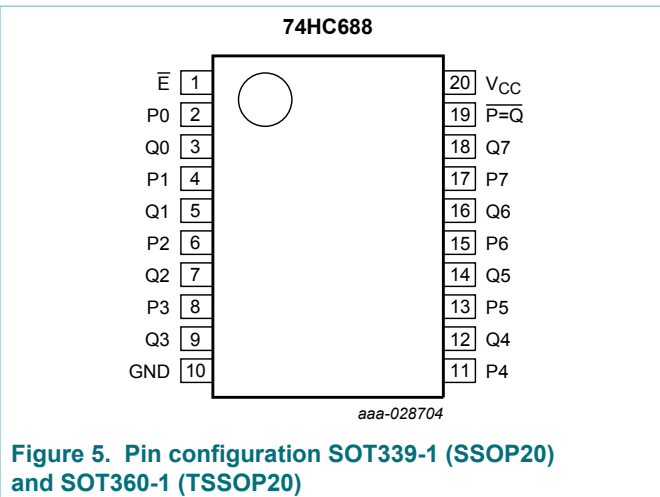 74HC688
E̅ 1 20 VCC
P0 2 19 P̅=̅Q̅
Q0 3 18 Q7
P1 4 17 P7
Q1 5 16 Q6
P2 6 15 P6
Q2 7 14 Q5
P3 8 13 P5
Q3 9 12 Q4
GND 10 11 P4
aaa-028704
Figure 5. Pin configuration SOT339-1 (SSOP20)
and SOT360-1 (TSSOP20)